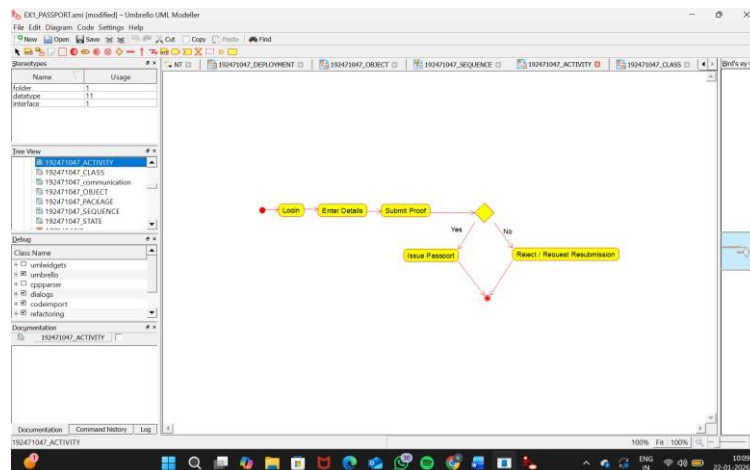 EX1_PASSPORT.xmi [modified] – Umbrello UML Modeller
File Edit Diagram Code Settings Help
New Open Save Cut Copy Paste Find
Stereotypes
Name Usage
folder 1
datatype 11
interface 1
Tree View
192471047_ACTIVITY
192471047_CLASS
192471047_communication
192471047_OBJECT
192471047_PACKAGE
192471047_SEQUENCE
192471047_STATE
Debug
Class Name
umlwidgets
umbrello
cppparser
dialogs
codeimport
refactoring
Documentation
192471047_ACTIVITY
Documentation Command history Log
192471047_ACTIVITY
NT 192471047_DEPLOYMENT 192471047_OBJECT 192471047_SEQUENCE 192471047_ACTIVITY 192471047_CLASS
Bird's ey
Login Enter Details Submit Proof
Yes No
Issue Passport Reject / Request Resubmission
100% Fit 100%
ENG
IN
10:09
22-01-2026